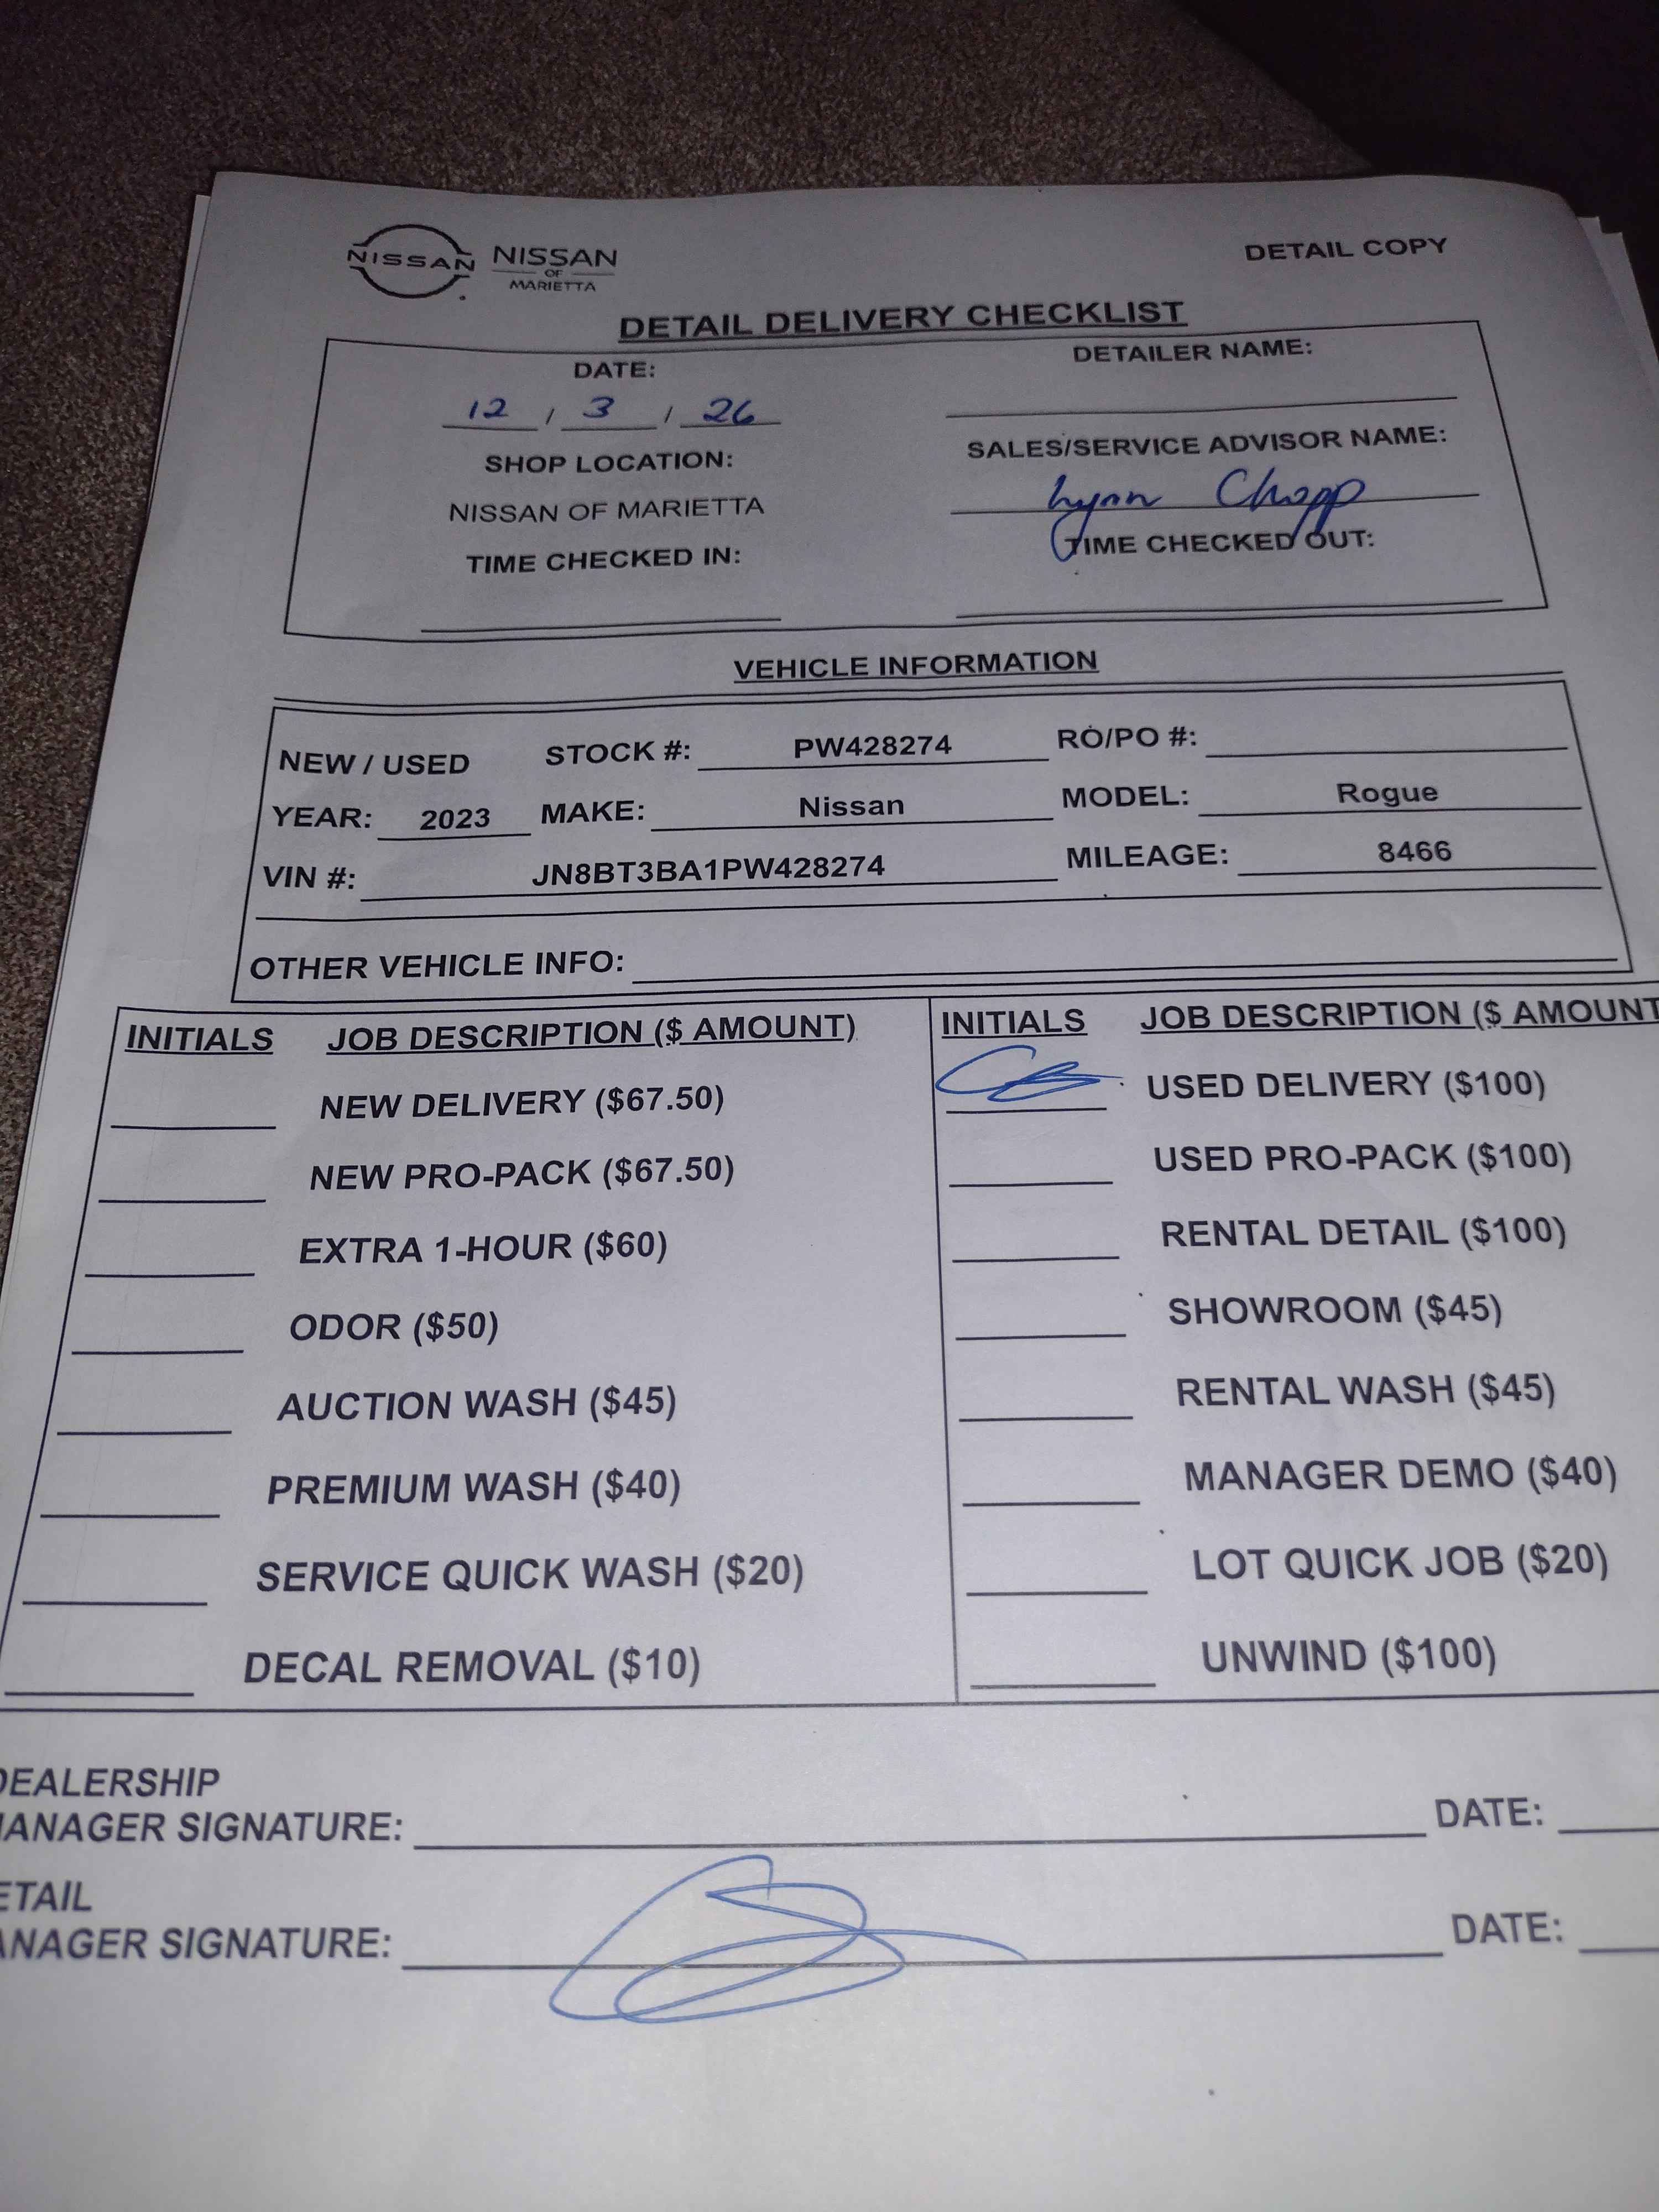 NISSAN NISSAN OF MARIETTA
DETAIL COPY
DETAIL DELIVERY CHECKLIST
DATE:
12 / 3 / 26
SHOP LOCATION:
NISSAN OF MARIETTA
TIME CHECKED IN:
DETAILER NAME:
SALES/SERVICE ADVISOR NAME:
Lynn Chopp
TIME CHECKED OUT:
VEHICLE INFORMATION
NEW / USED STOCK #: PW428274 RO/PO #:
YEAR: 2023 MAKE: Nissan MODEL: Rogue
VIN #: JN8BT3BA1PW428274 MILEAGE: 8466
OTHER VEHICLE INFO:
INITIALS JOB DESCRIPTION ($ AMOUNT)
NEW DELIVERY ($67.50)
NEW PRO-PACK ($67.50)
EXTRA 1-HOUR ($60)
ODOR ($50)
AUCTION WASH ($45)
PREMIUM WASH ($40)
SERVICE QUICK WASH ($20)
DECAL REMOVAL ($10)
INITIALS JOB DESCRIPTION ($ AMOUNT
USED DELIVERY ($100)
USED PRO-PACK ($100)
RENTAL DETAIL ($100)
SHOWROOM ($45)
RENTAL WASH ($45)
MANAGER DEMO ($40)
LOT QUICK JOB ($20)
UNWIND ($100)
DEALERSHIP
MANAGER SIGNATURE: DATE:
ETAIL
ANAGER SIGNATURE: DATE: